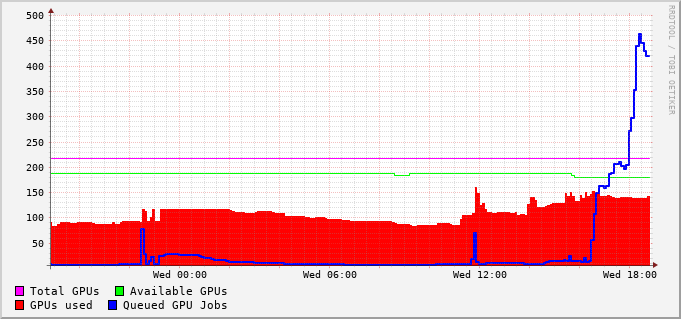 500
450
400
350
300
250
200
150
100
50
Wed 00:00 Wed 06:00 Wed 12:00 Wed 18:00
Total GPUs Available GPUs
GPUs used Queued GPU Jobs
RRDTOOL / TOBI OETIKER